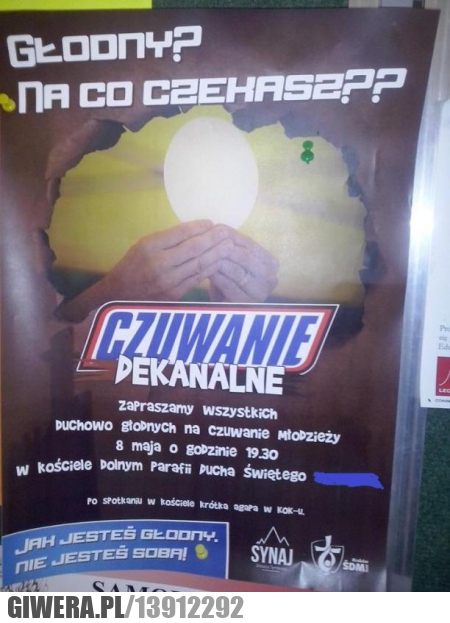 GŁODNY?
NA CO CZEKASZ??
CZUWANIE
DEKANALNE
zapraszamy wszystkich
duchowo głodnych na czuwanie młodzieży
8 maja o godzinie 19.30
w kościele dolnym parafii Ducha Świętego
Po spotkaniu w kościele krótka agapa w KOK-u.
JAK JESTEŚ GŁODNY,
NIE JESTEŚ SOBĄ!
SYNAJ
ŚDMJ
GIWERA.PL/13912292